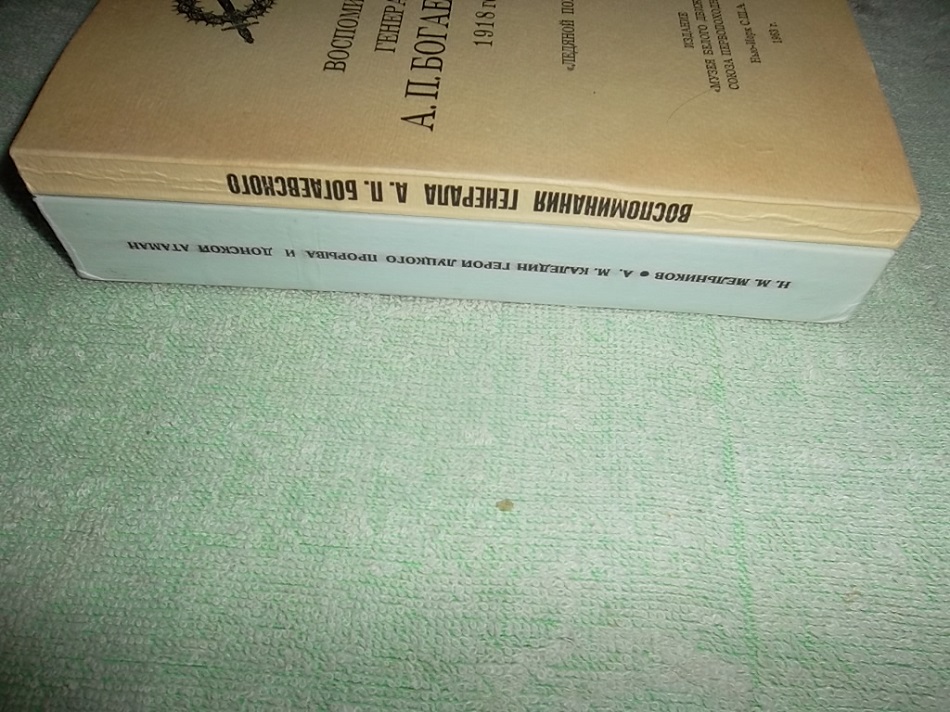 ВОСПОМИ
ГЕНЕРА
А. П. БОГАЕ
1918 г
«ЛЕДЯНОЙ ПО
ИЗДАНИЕ
«МУЗЕЯ БЕЛОГО ДВИЖ
СОЮЗА ПЕРВОПОХОДН
Нью-Йорк США
1963 г.
ВОСПОМИНАНИЯ ГЕНЕРАЛА А. П. БОГАЕВСКОГО
Н. М. МЕЛЬНИКОВ • А. М. КАЛЕДИН ГЕРОЙ ЛУЦКОГО ПРОРЫВА И ДОНСКОЙ АТАМАН